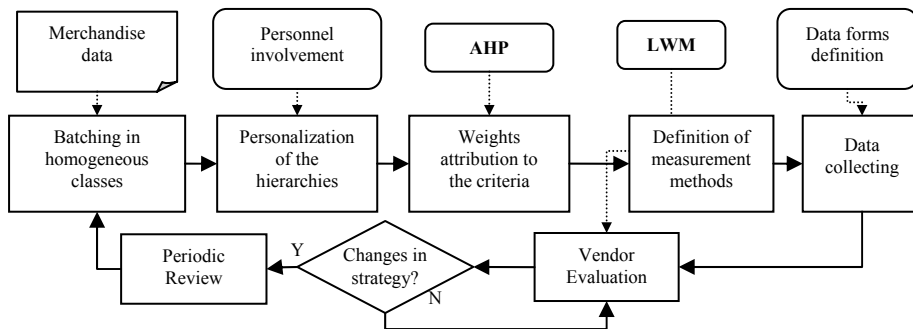 Merchandise
data
Personnel
involvement
AHP
LWM
Data forms
definition
Batching in
homogeneous
classes
Personalization
of the
hierarchies
Weights
attribution to
the criteria
Definition of
measurement
methods
Data
collecting
Periodic
Review
Y
Changes in
strategy?
N
Vendor
Evaluation